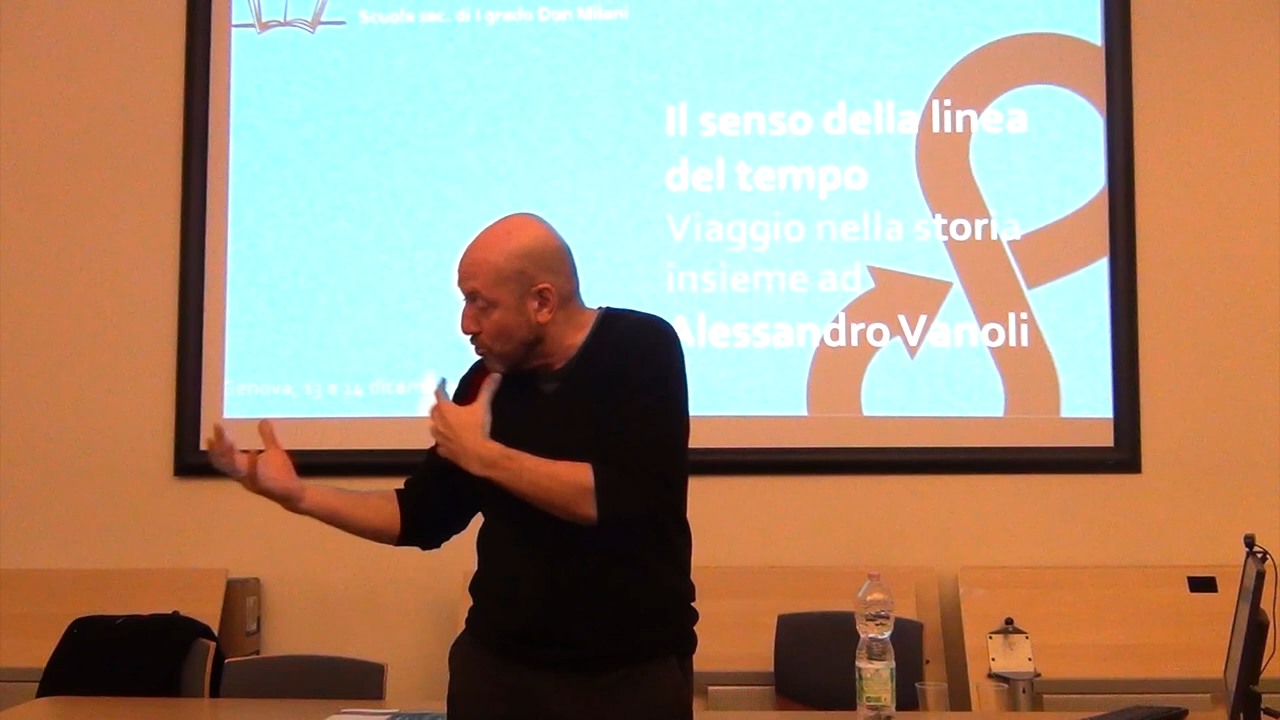 Scuola sec. di I grado Don Milani
Il senso della linea
del tempo
Viaggio nella storia
insieme ad
Alessandro Vanoli
Genova, 13 e 14 dicem